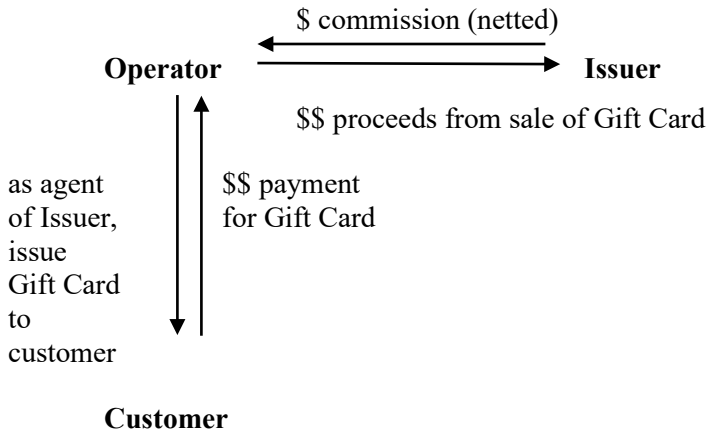 $ commission (netted)
Operator
Issuer
$$ proceeds from sale of Gift Card
as agent
of Issuer,
issue
Gift Card
to
customer
$$ payment
for Gift Card
Customer